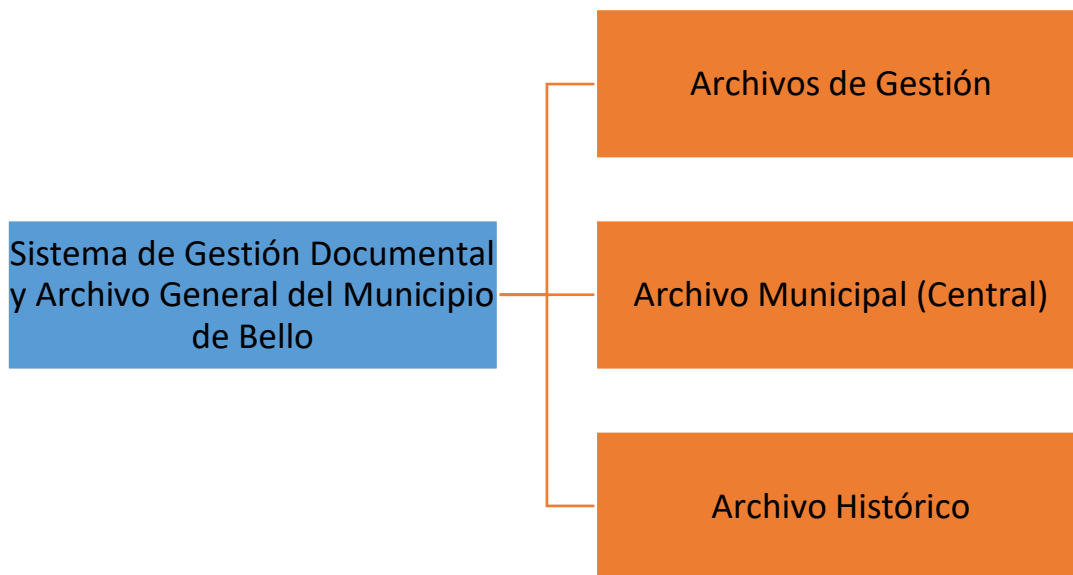 Archivos de Gestión
Sistema de Gestión Documental
y Archivo General del Municipio
de Bello
Archivo Municipal (Central)
Archivo Histórico